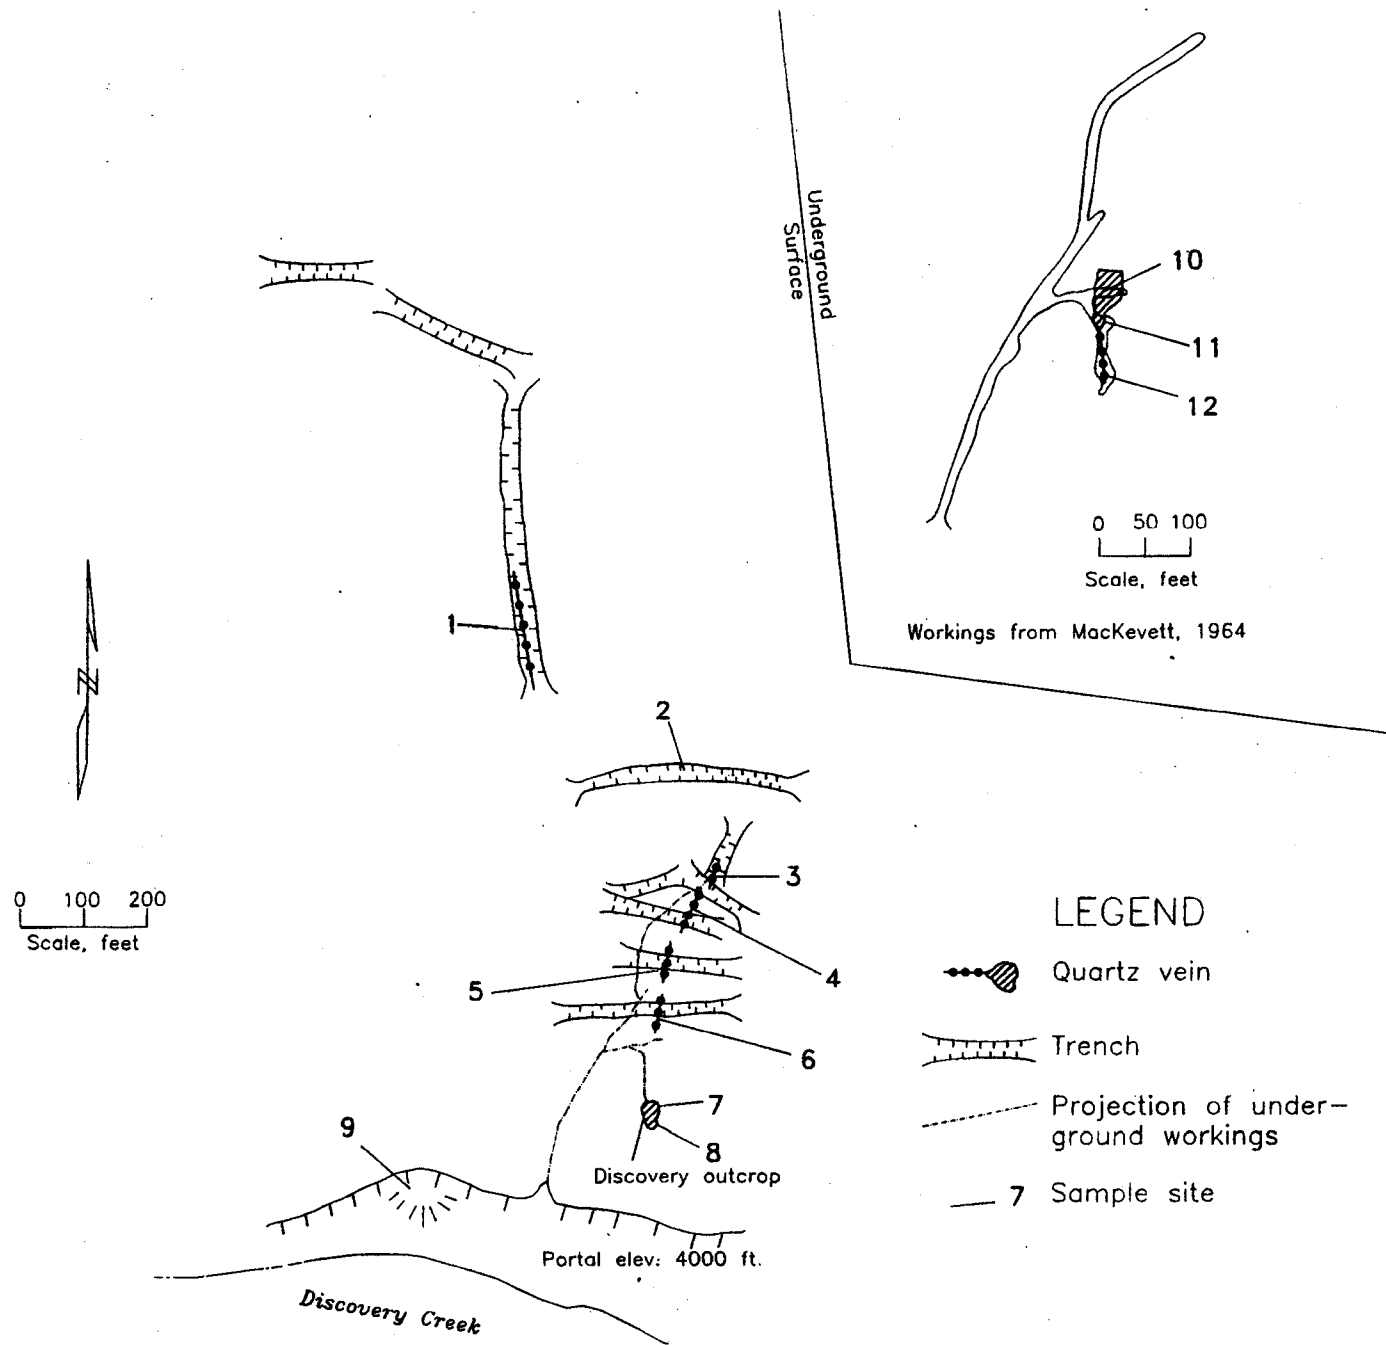 Underground
Surface
10
11
12
0 50 100
Scale, feet
Workings from MacKevett, 1964
1
N
2
3
4
5
6
7
8
Discovery outcrop
9
0 100 200
Scale, feet
Portal elev: 4000 ft.
Discovery Creek
LEGEND
Quartz vein
Trench
Projection of under-
ground workings
7 Sample site